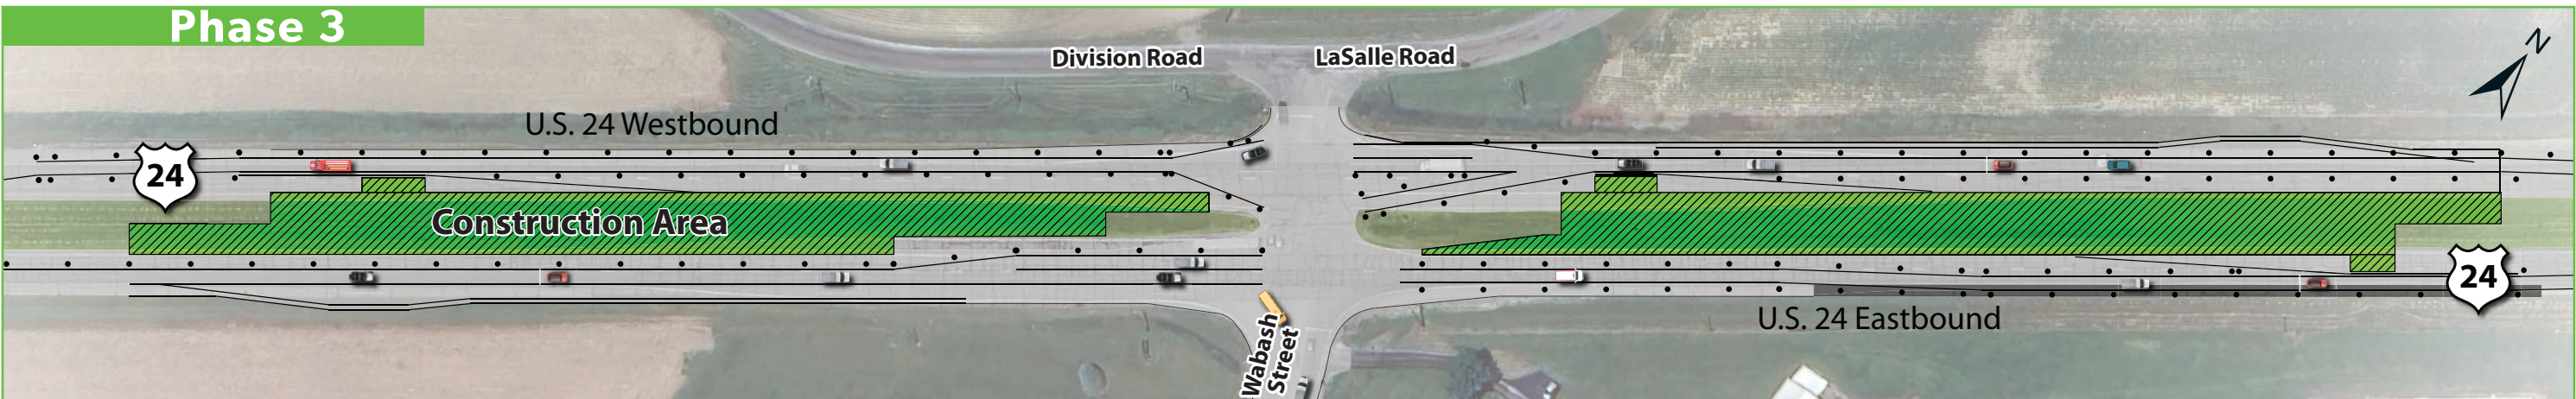 Phase 3
Division Road
LaSalle Road
N
U.S. 24 Westbound
24
Construction Area
24
U.S. 24 Eastbound
Wabash
Street